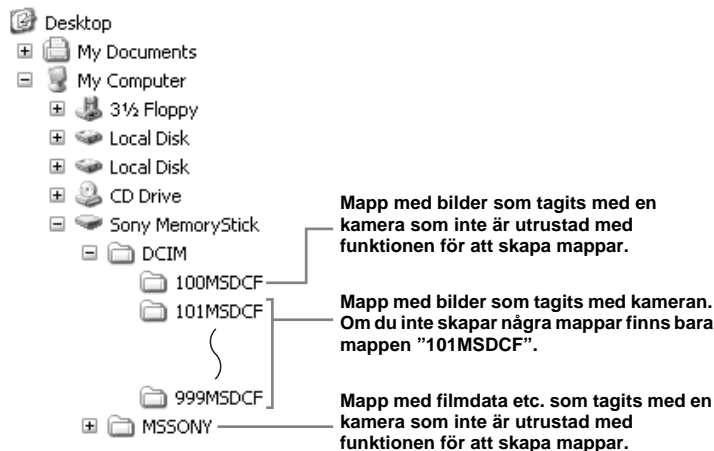 Desktop
My Documents
My Computer
3½ Floppy
Local Disk
Local Disk
CD Drive
Sony MemoryStick
DCIM
100MSDCF
101MSDCF
999MSDCF
MSSONY
Mapp med bilder som tagits med en
kamera som inte är utrustad med
funktionen för att skapa mappar.
Mapp med bilder som tagits med kameran.
Om du inte skapar några mappar finns bara
mappen ”101MSDCF”.
Mapp med filmdata etc. som tagits med en
kamera som inte är utrustad med
funktionen för att skapa mappar.